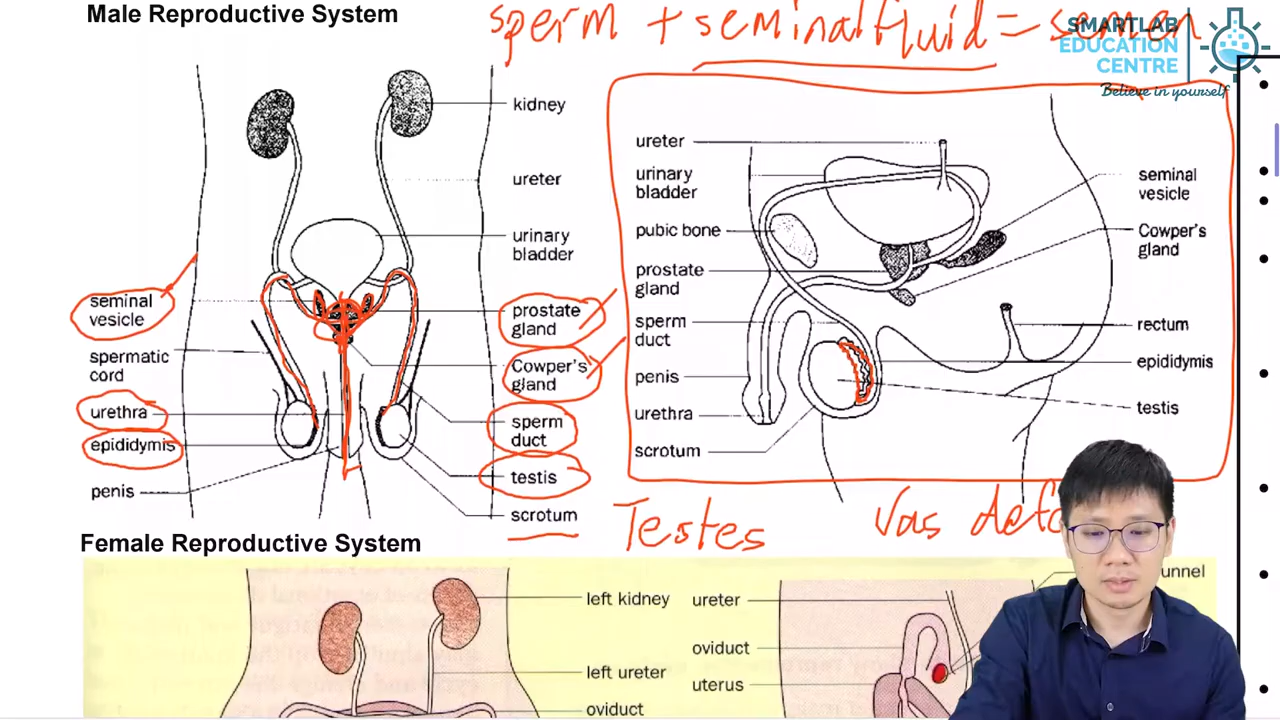 Male Reproductive System
sperm + seminal fluid = semen
SMARTLAB
EDUCATION
CENTRE
Believe in yourself
kidney
ureter
urinary
bladder
seminal
vesicle
prostate
gland
spermatic
cord
Cowper's
gland
urethra
sperm
duct
epididymis
testis
penis
scrotum
ureter
urinary
bladder
pubic bone
prostate
gland
sperm
duct
penis
urethra
scrotum
seminal
vesicle
Cowper's
gland
rectum
epididymis
testis
Testes
Vas
Female Reproductive System
left kidney
left ureter
oviduct
ureter
oviduct
uterus